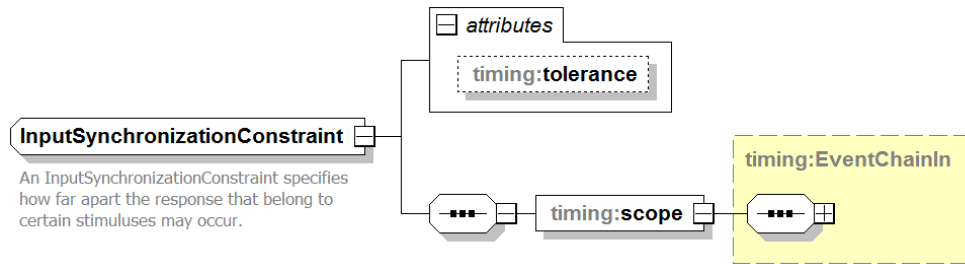 attributes
timing:tolerance
InputSynchronizationConstraint
An InputSynchronizationConstraint specifies
how far apart the response that belong to
certain stimuluses may occur.
timing:EventChainIn
timing:scope